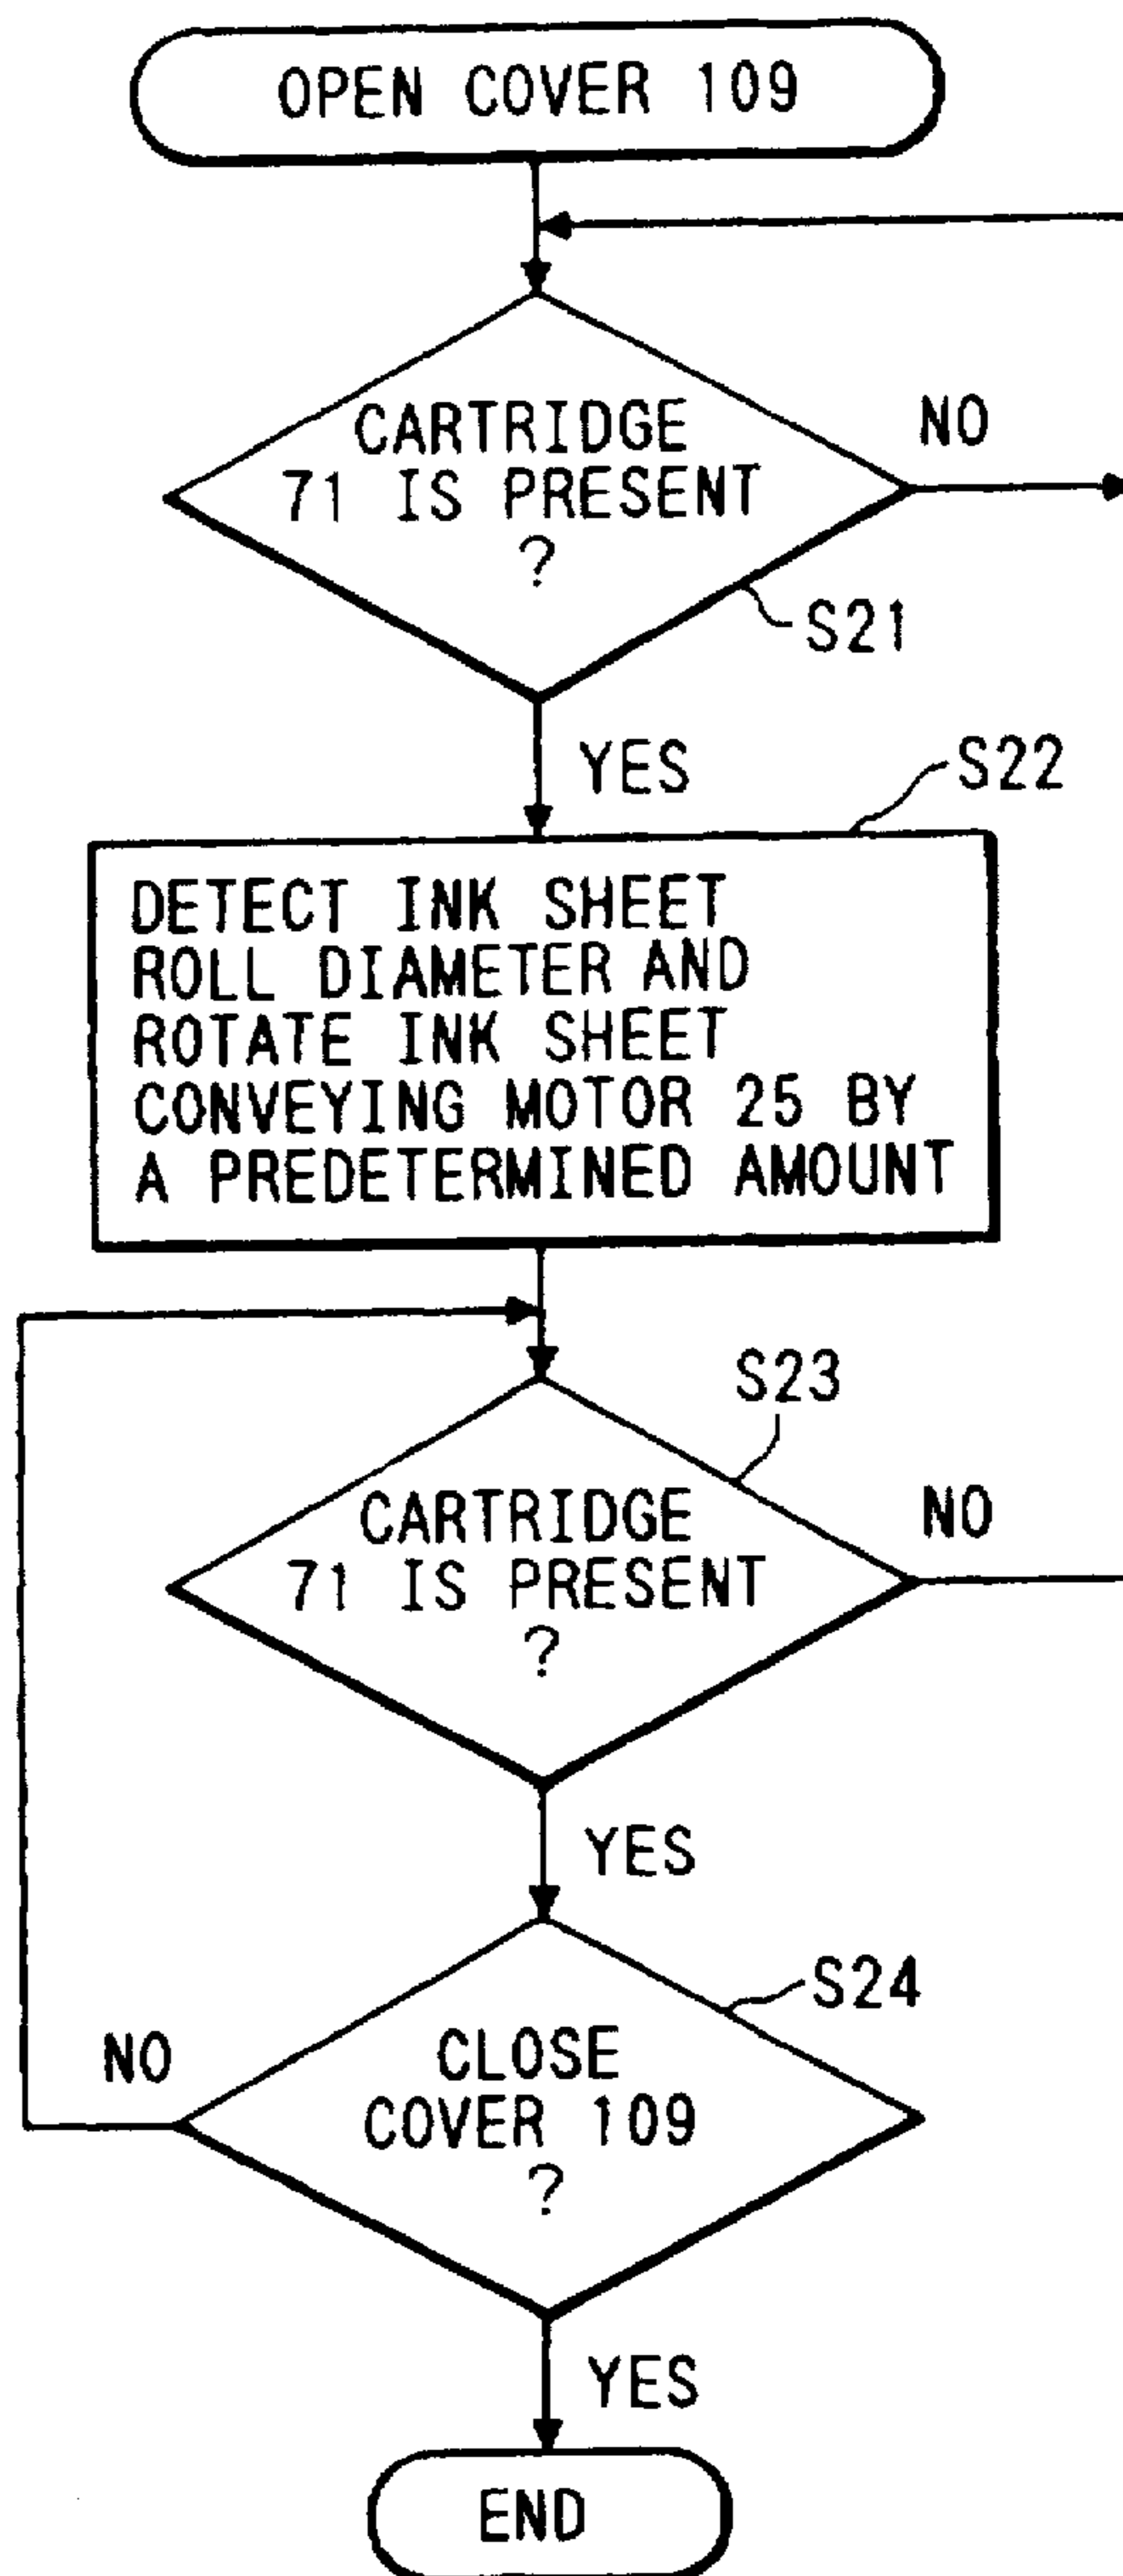 OPEN COVER 109
CARTRIDGE
71 IS PRESENT
?
NO
S21
YES
S22
DETECT INK SHEET
ROLL DIAMETER AND
ROTATE INK SHEET
CONVEYING MOTOR 25 BY
A PREDETERMINED AMOUNT
S23
CARTRIDGE
71 IS PRESENT
?
NO
YES
S24
NO
CLOSE
COVER 109
?
YES
END